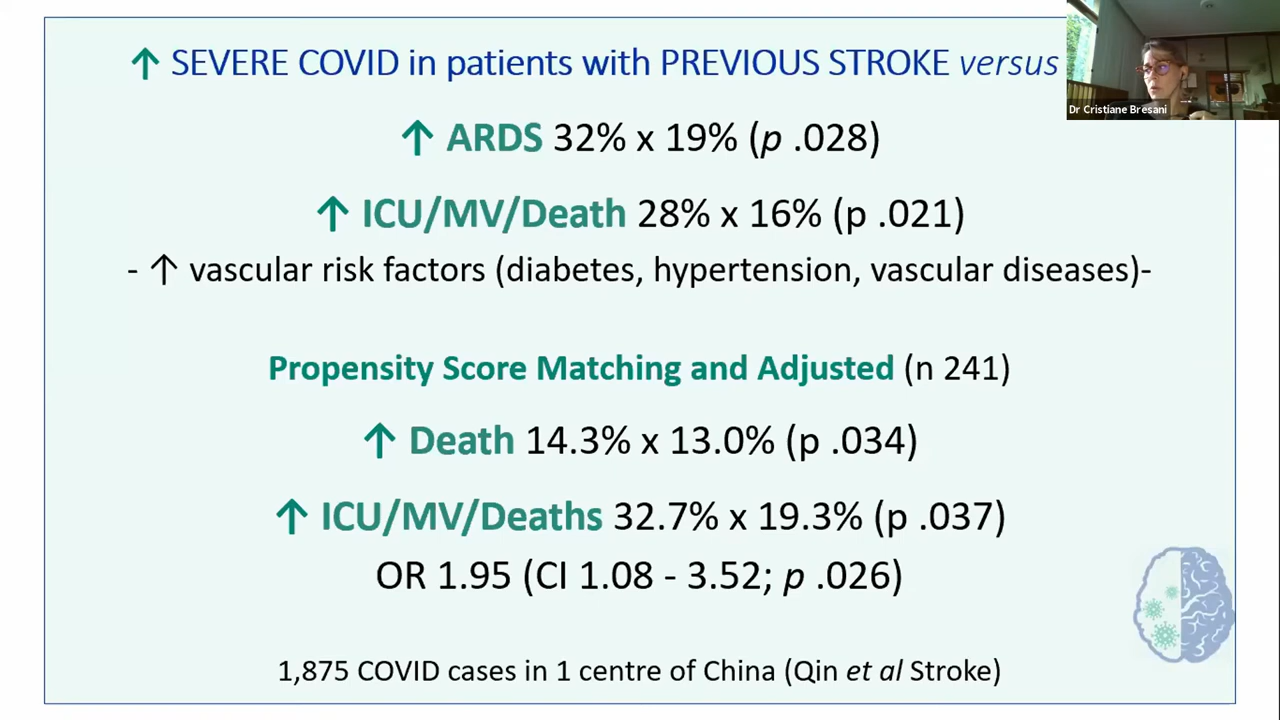 ↑ SEVERE COVID in patients with PREVIOUS STROKE versus
Dr Cristiane Bresani
↑ ARDS 32% x 19% (p .028)
↑ ICU/MV/Death 28% x 16% (p .021)
- ↑ vascular risk factors (diabetes, hypertension, vascular diseases)-
Propensity Score Matching and Adjusted (n 241)
↑ Death 14.3% x 13.0% (p .034)
↑ ICU/MV/Deaths 32.7% x 19.3% (p .037)
OR 1.95 (CI 1.08 - 3.52; p .026)
1,875 COVID cases in 1 centre of China (Qin et al Stroke)